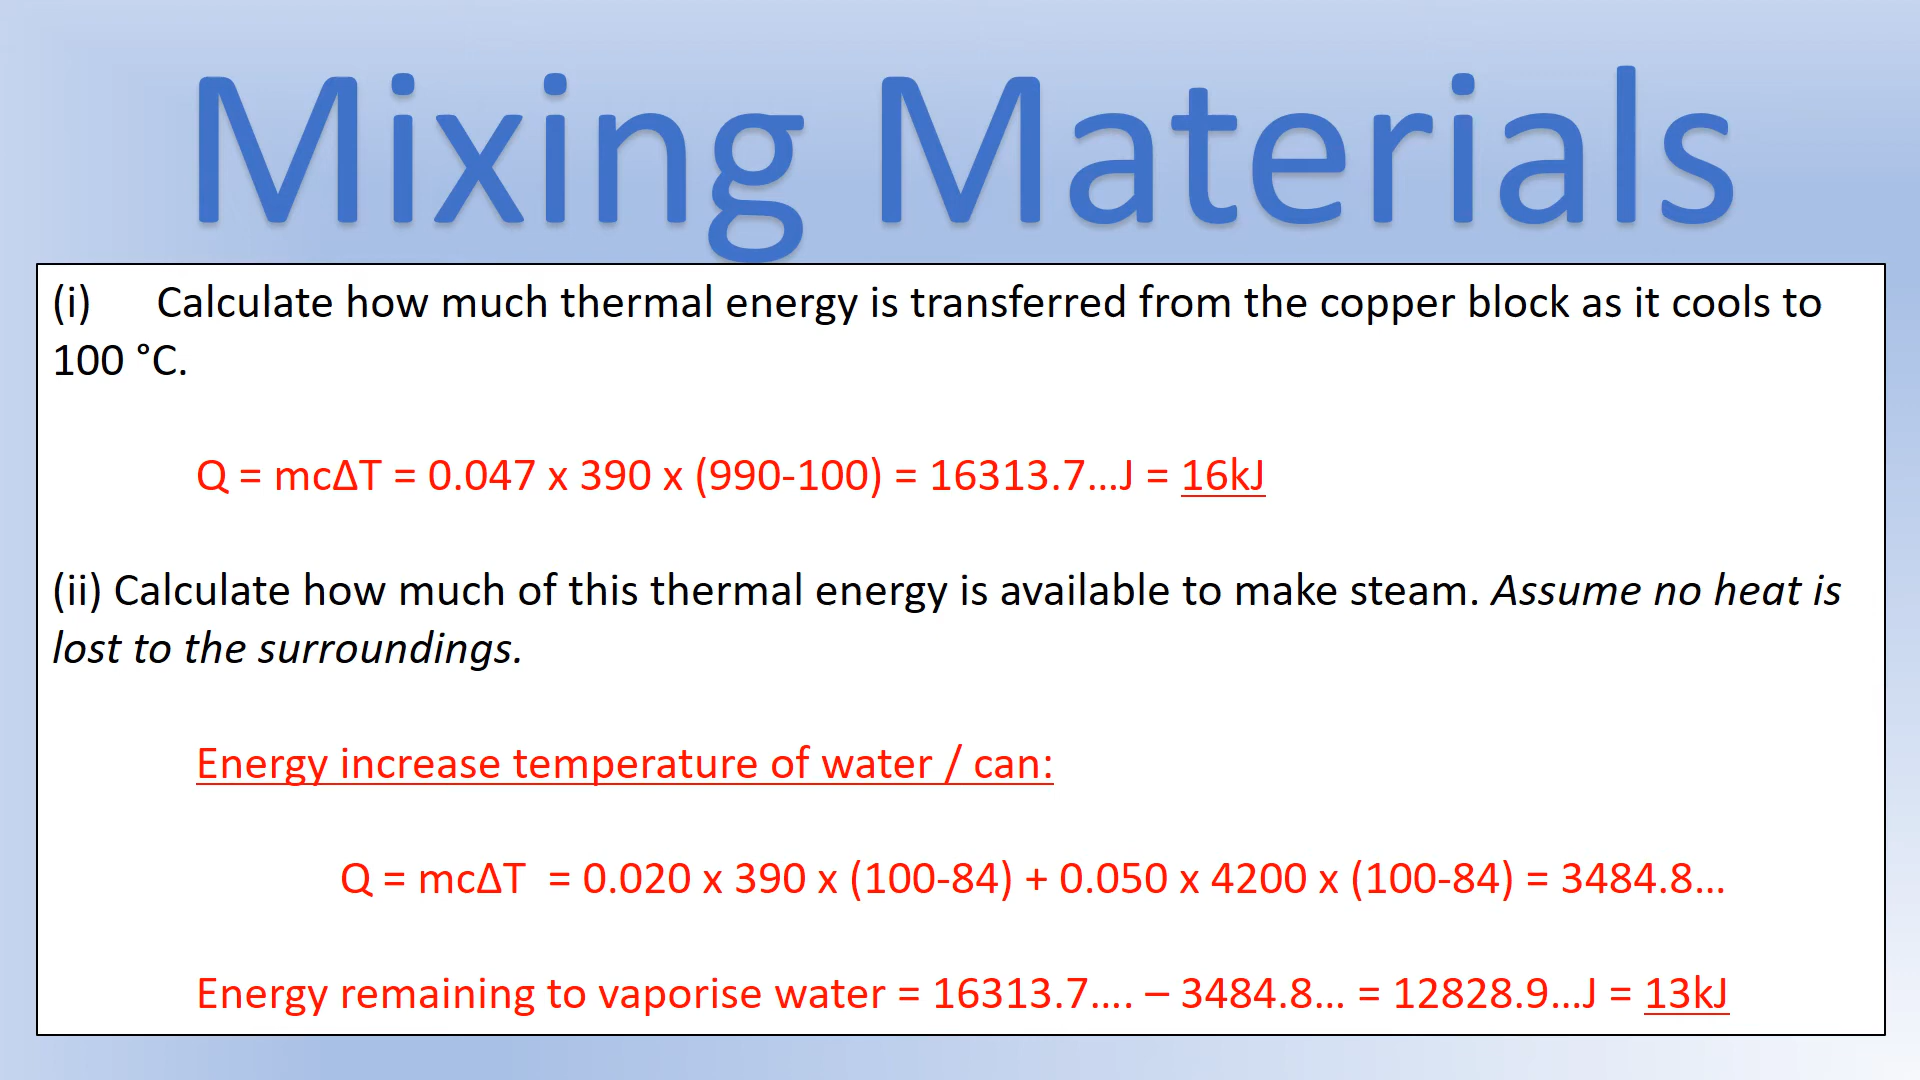 Mixing Materials
(i) Calculate how much thermal energy is transferred from the copper block as it cools to
100 °C.
Q = mcΔT = 0.047 x 390 x (990-100) = 16313.7...J = 16kJ
(ii) Calculate how much of this thermal energy is available to make steam. Assume no heat is
lost to the surroundings.
Energy increase temperature of water / can:
Q = mcΔT = 0.020 x 390 x (100-84) + 0.050 x 4200 x (100-84) = 3484.8...
Energy remaining to vaporise water = 16313.7.... – 3484.8... = 12828.9...J = 13kJ